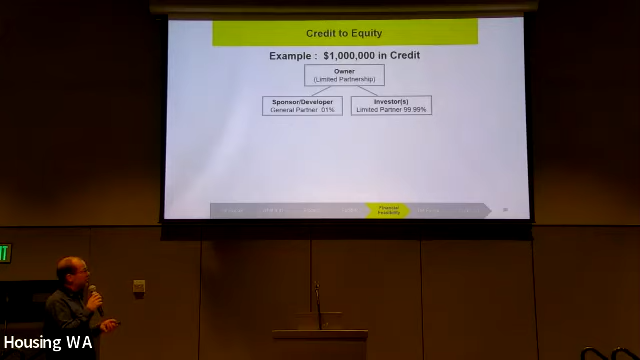 Credit to Equity
Example : $1,000,000 in Credit
Owner
(Limited Partnership)
Sponsor/Developer
General Partner .01%
Investor(s)
Limited Partner 99.99%
Financial
Feasibility
IT
Housing WA